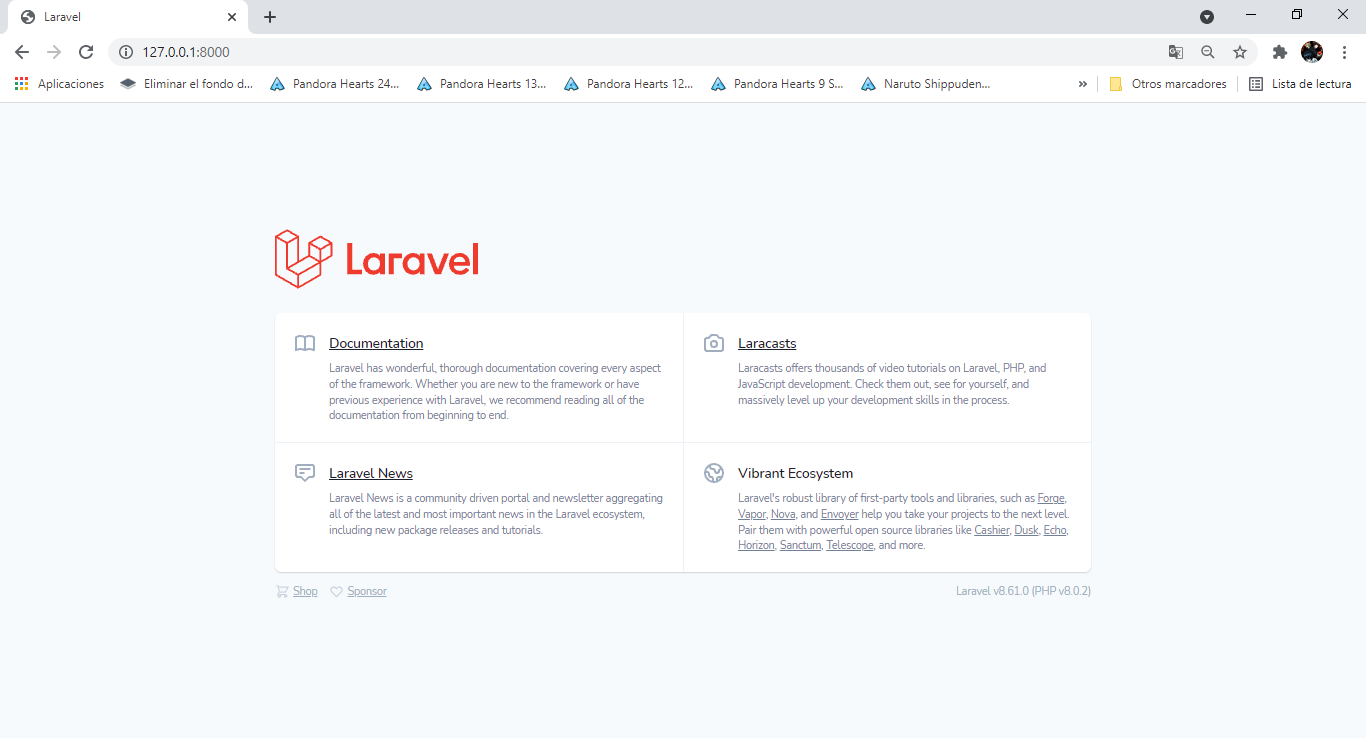 Laravel
127.0.0.1:8000
Aplicaciones
Eliminar el fondo d...
Pandora Hearts 24...
Pandora Hearts 13...
Pandora Hearts 12...
Pandora Hearts 9 S...
Naruto Shippuden...
»
Otros marcadores
Lista de lectura
Laravel
Documentation
Laravel has wonderful, thorough documentation covering every aspect
of the framework. Whether you are new to the framework or have
previous experience with Laravel, we recommend reading all of the
documentation from beginning to end.
Laracasts
Laracasts offers thousands of video tutorials on Laravel, PHP, and
JavaScript development. Check them out, see for yourself, and
massively level up your development skills in the process.
Laravel News
Laravel News is a community driven portal and newsletter aggregating
all of the latest and most important news in the Laravel ecosystem,
including new package releases and tutorials.
Vibrant Ecosystem
Laravel's robust library of first-party tools and libraries, such as Forge,
Vapor, Nova, and Envoyer help you take your projects to the next level.
Pair them with powerful open source libraries like Cashier, Dusk, Echo,
Horizon, Sanctum, Telescope, and more.
Shop
Sponsor
Laravel v8.61.0 (PHP v8.0.2)